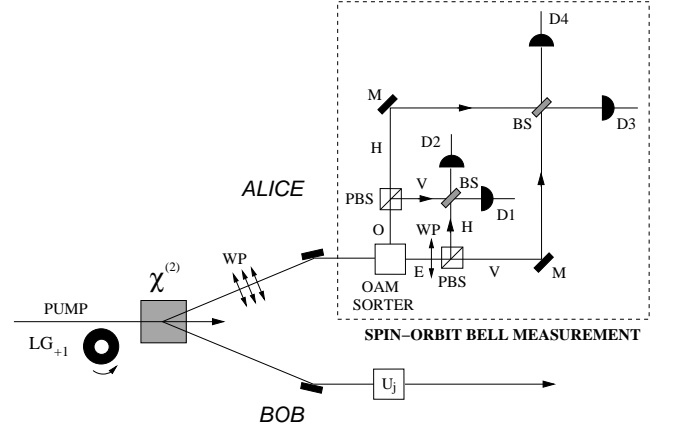 D4
M
BS
D3
H
D2
ALICE
PBS
V
BS
D1
WP
H
O
WP
E
V
M
OAM
SORTER
PBS
χ(2)
PUMP
SPIN−ORBIT BELL MEASUREMENT
LG+1
Uj
BOB